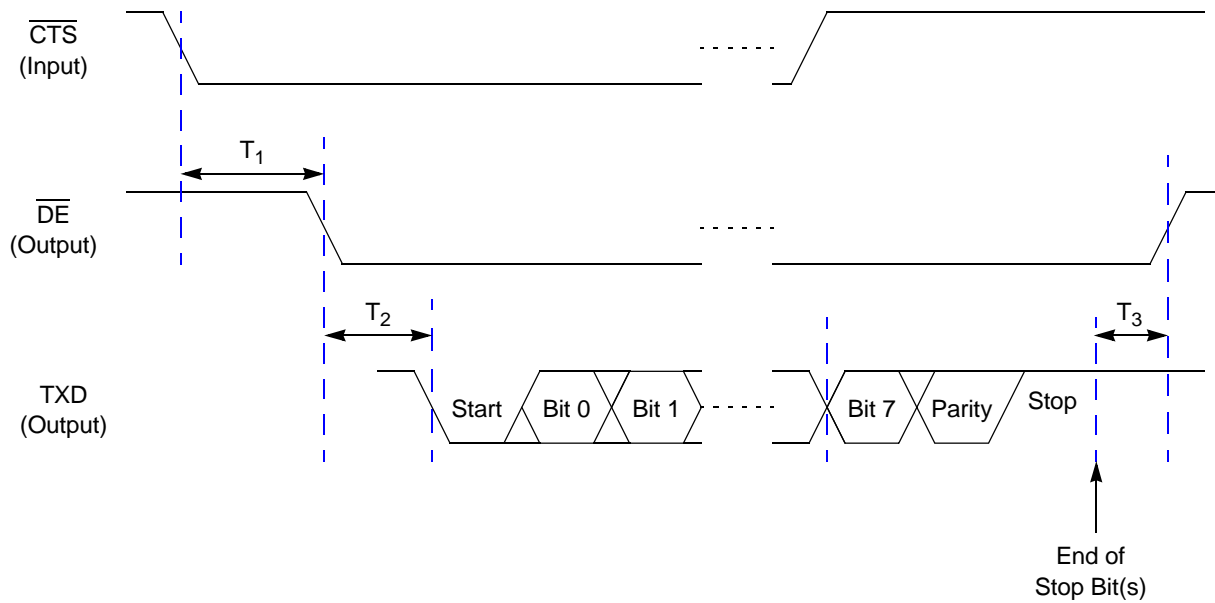 CTS
(Input)
T1
DE
(Output)
T2
T3
TXD
(Output)
Start
Bit 0
Bit 1
Bit 7
Parity
Stop
End of
Stop Bit(s)